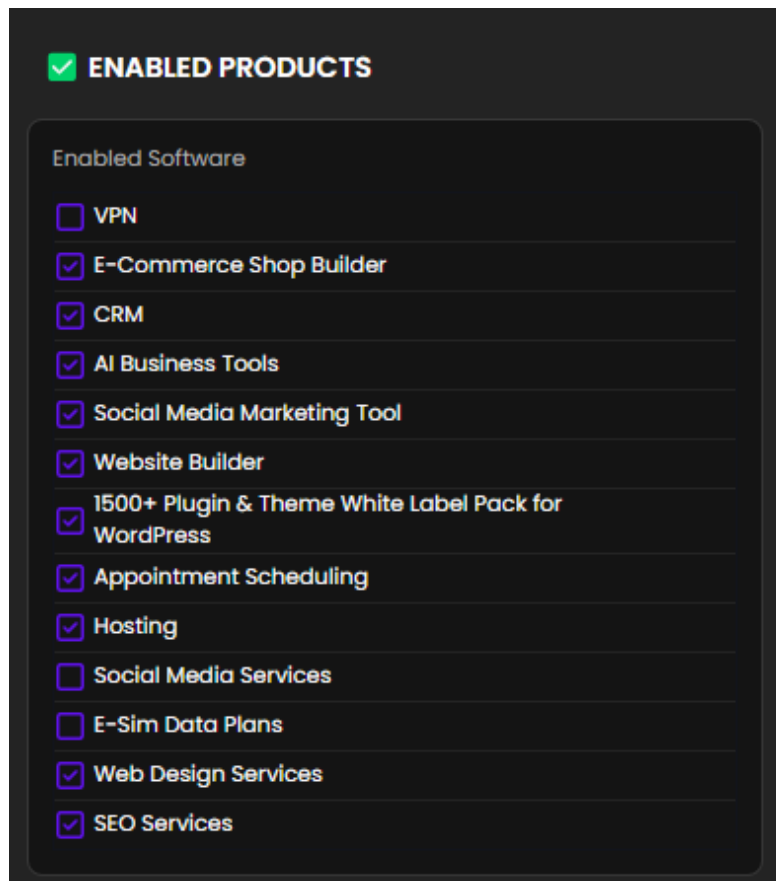 ENABLED PRODUCTS
Enabled Software
VPN
E-Commerce Shop Builder
CRM
AI Business Tools
Social Media Marketing Tool
Website Builder
1500+ Plugin & Theme White Label Pack for
WordPress
Appointment Scheduling
Hosting
Social Media Services
E-Sim Data Plans
Web Design Services
SEO Services